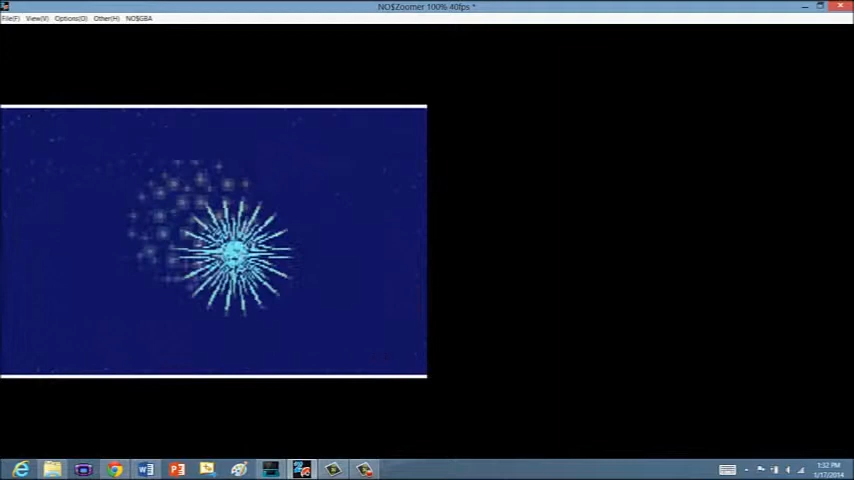 NO$Zoomer 100% 40fps *
File(F) View(V) Options(O) Other(H) NO$GBA
1:32 PM
1/17/2014